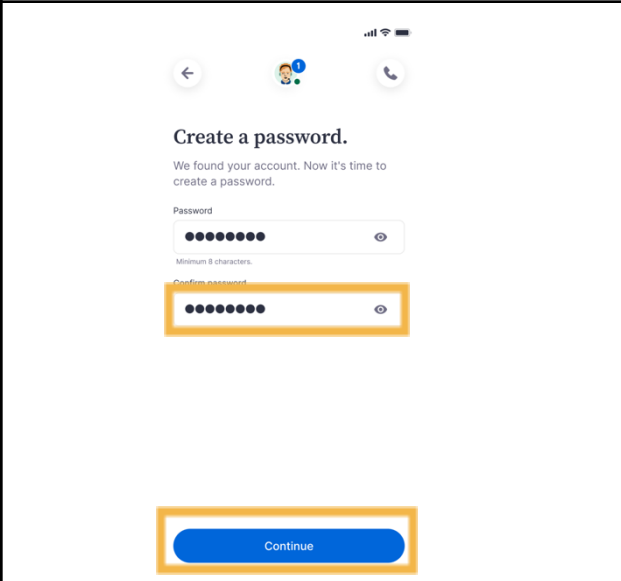 1
Create a password.
We found your account. Now it's time to
create a password.
Password
●●●●●●●●
Minimum 8 characters.
Confirm password
●●●●●●●●
Continue